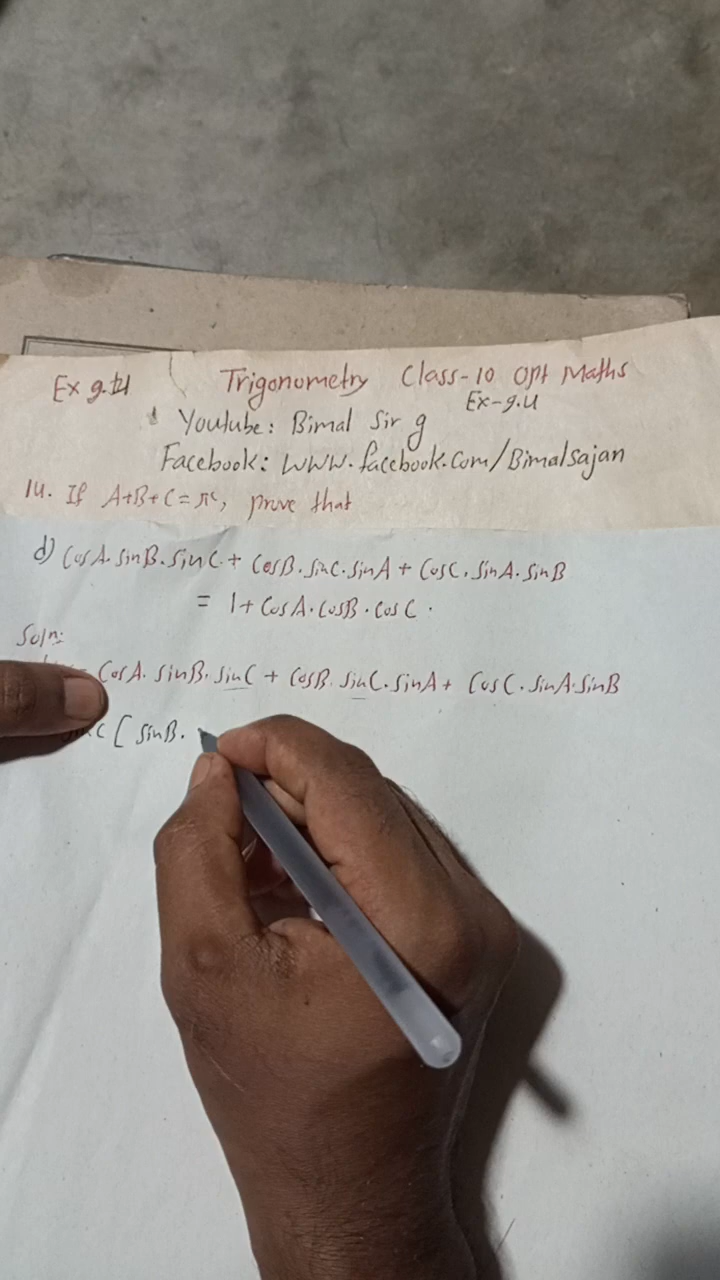 Ex 9.4 Trigonometry Class-10 Opt Maths
Ex-9.4
Youtube: Bimal Sir g
Facebook: WWW.facebook.Com/Bimalsajan
14. If A+B+C=πᶜ, prove that
d) CosA.SinB.SinC.+ CosB.SinC.SinA + CosC.SinA.SinB
= 1+CosA.CosB.CosC.
Soln:
CosA. SinB. SinC + CosB. SinC.SinA+ CosC.SinA.SinB
C [ SinB.